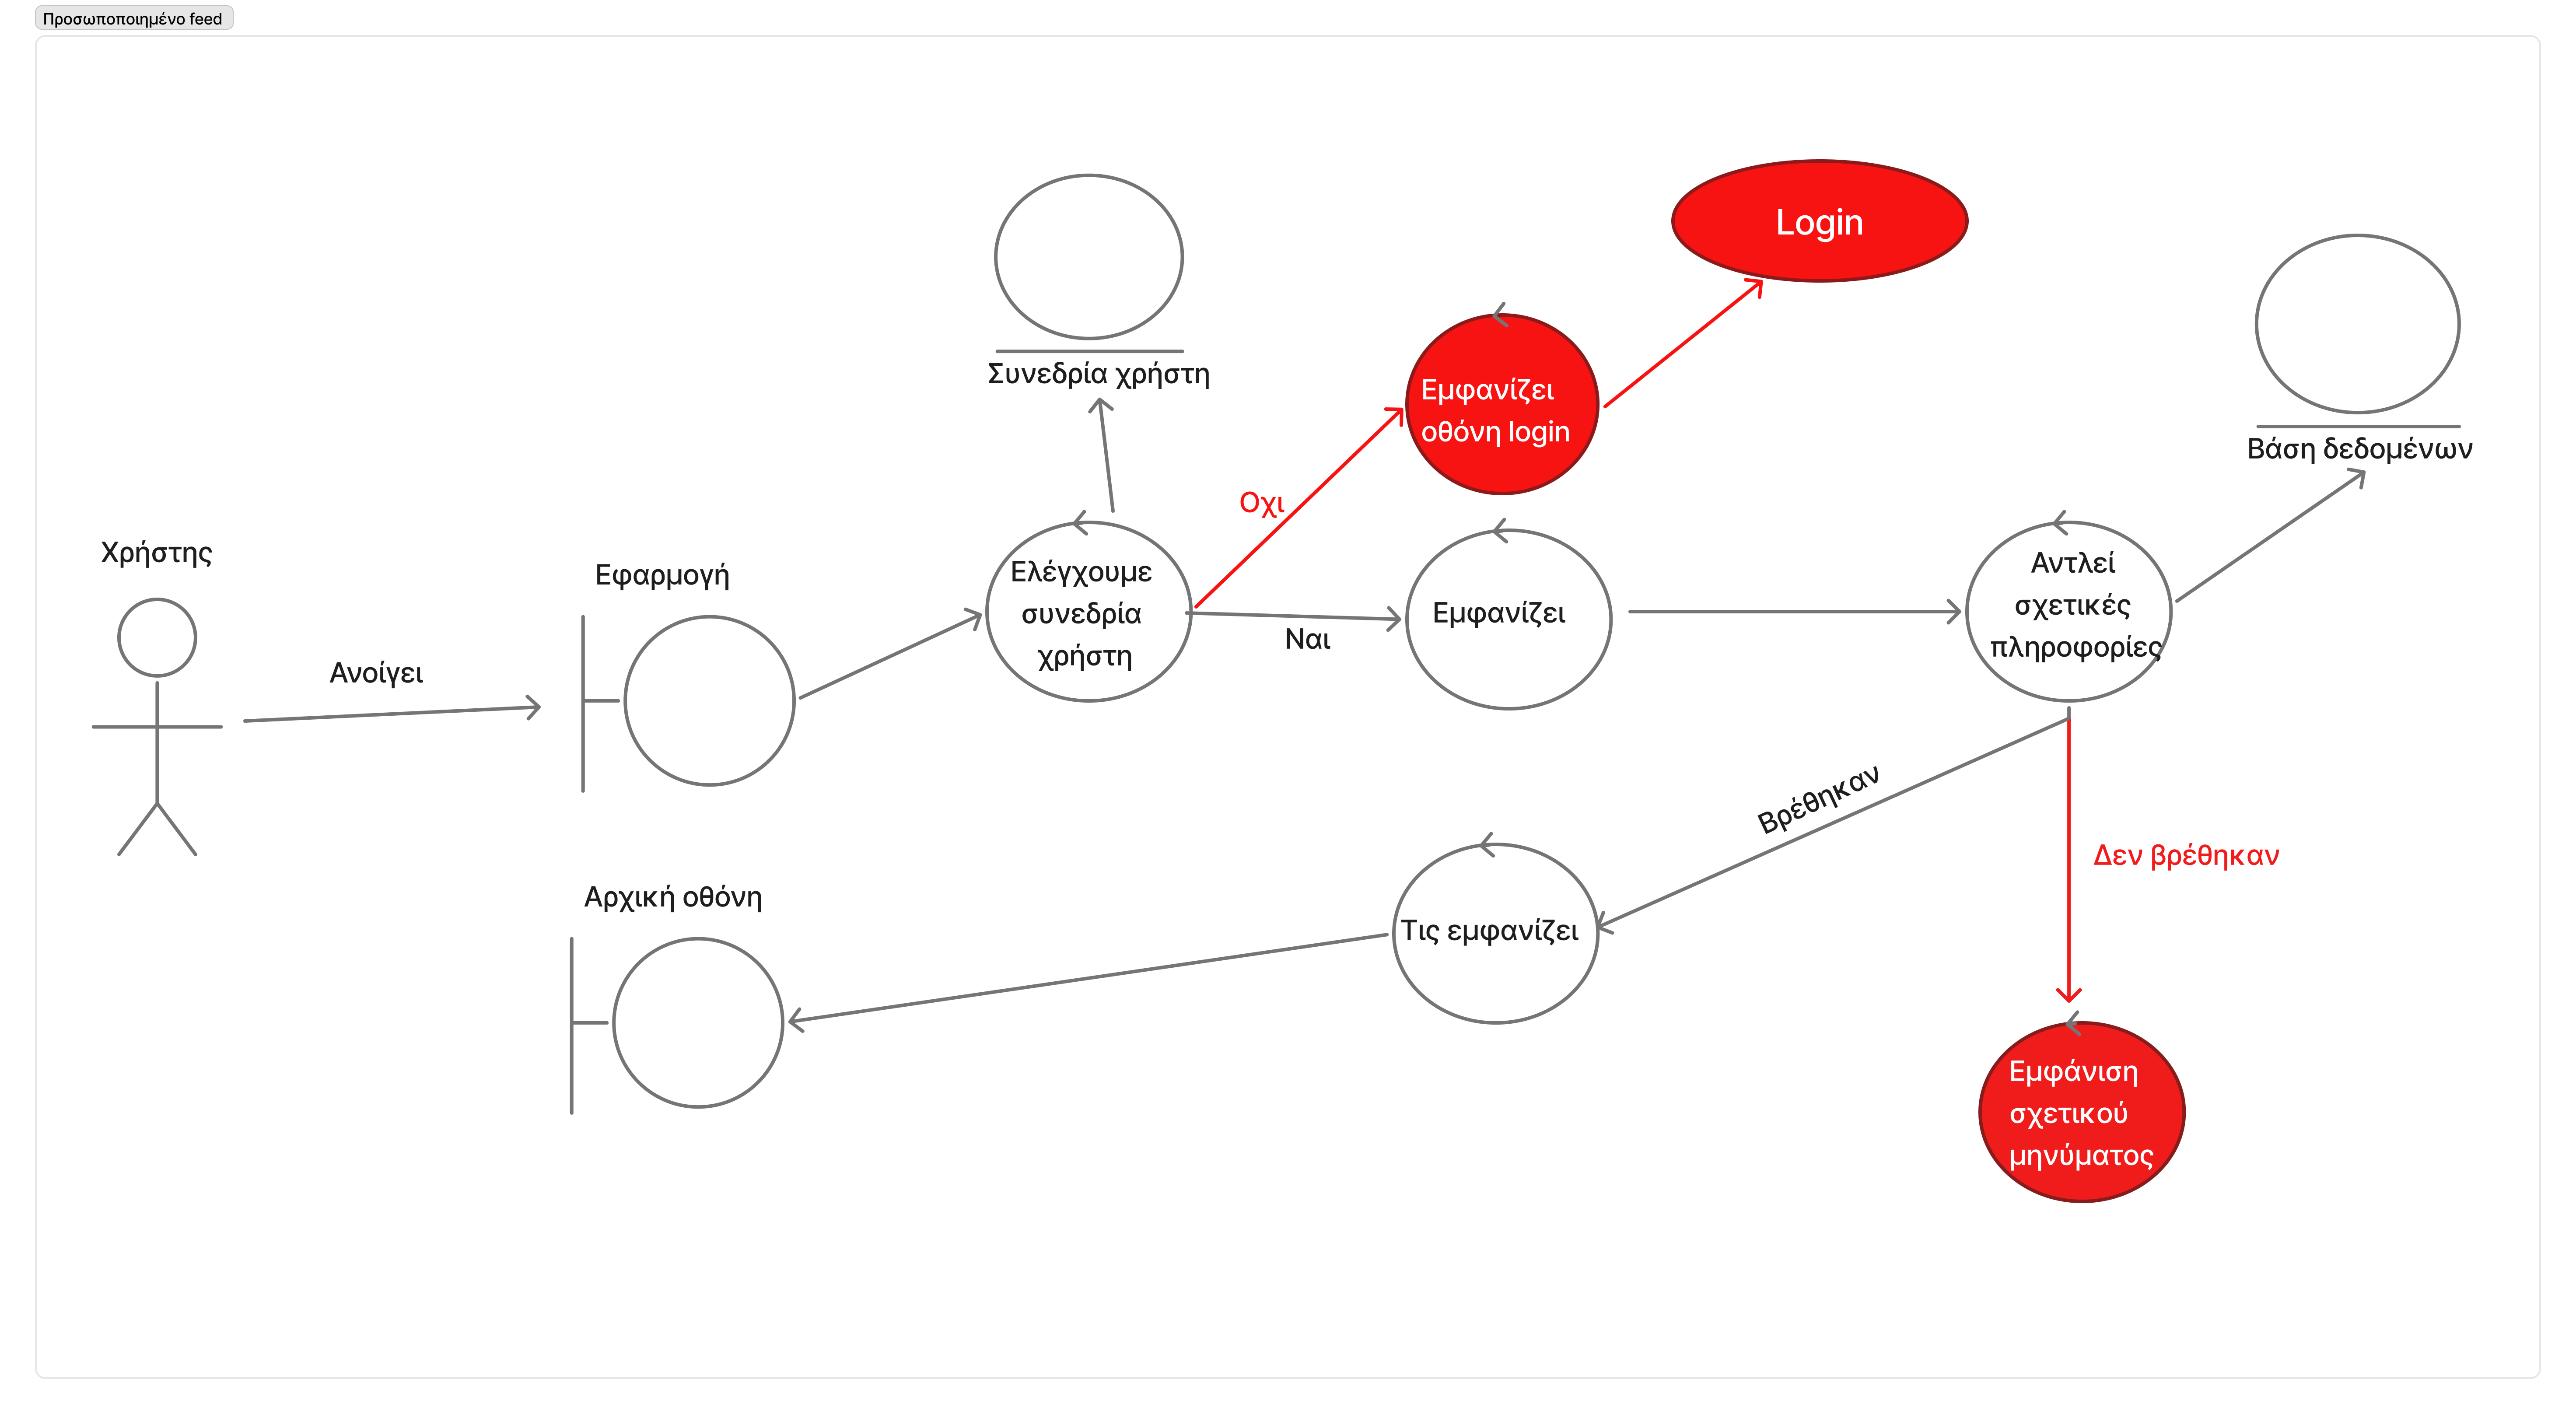 Προσωποποιημένο feed
Login
Συνεδρία χρήστη
Εμφανίζει
οθόνη login
Βάση δεδομένων
Οχι
Χρήστης
Εφαρμογή
Ελέγχουμε
συνεδρία
χρήστη
Ναι
Εμφανίζει
Αντλεί
σχετικές
πληροφορίες
Ανοίγει
Βρέθηκαν
Δεν βρέθηκαν
Αρχική οθόνη
Τις εμφανίζει
Εμφάνιση
σχετικού
μηνύματος